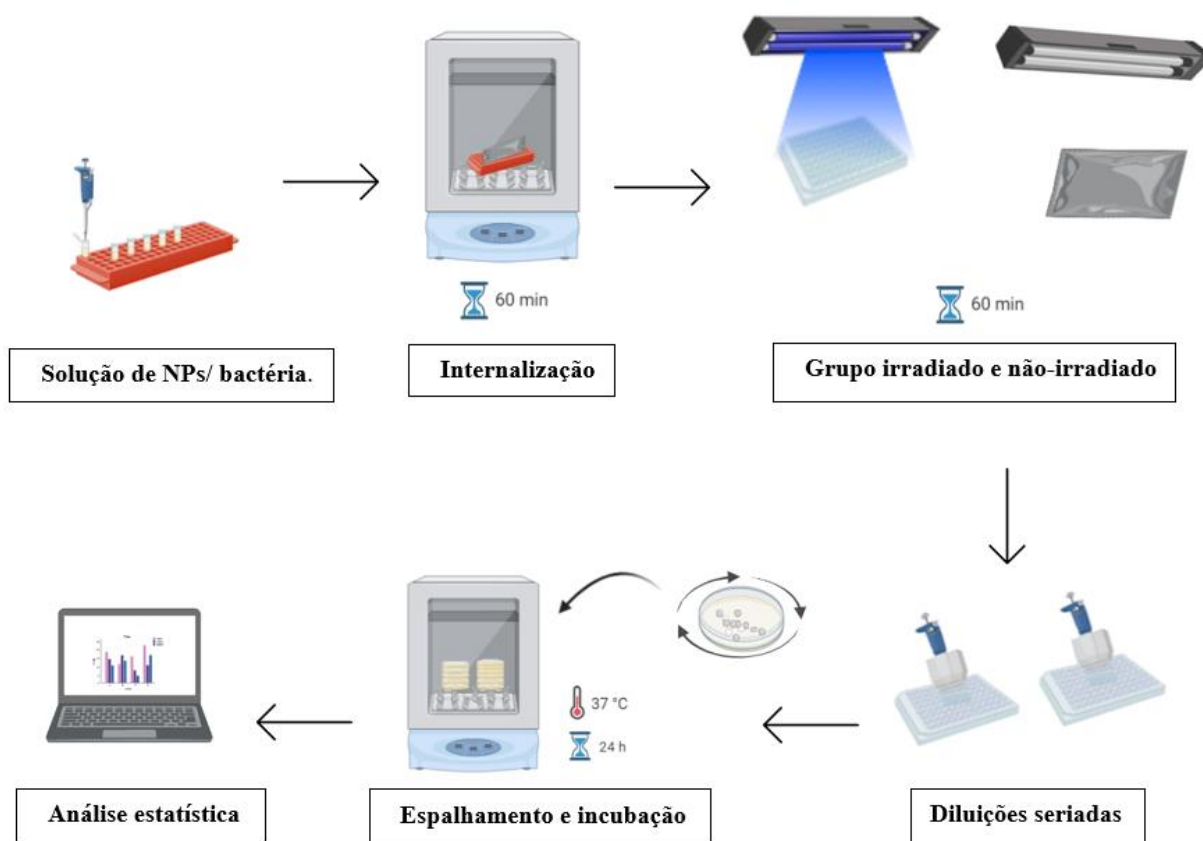 60 min
60 min
Solução de NPs/ bactéria.
Internalização
Grupo irradiado e não-irradiado
37 °C
24 h
Análise estatística
Espalhamento e incubação
Diluições seriadas